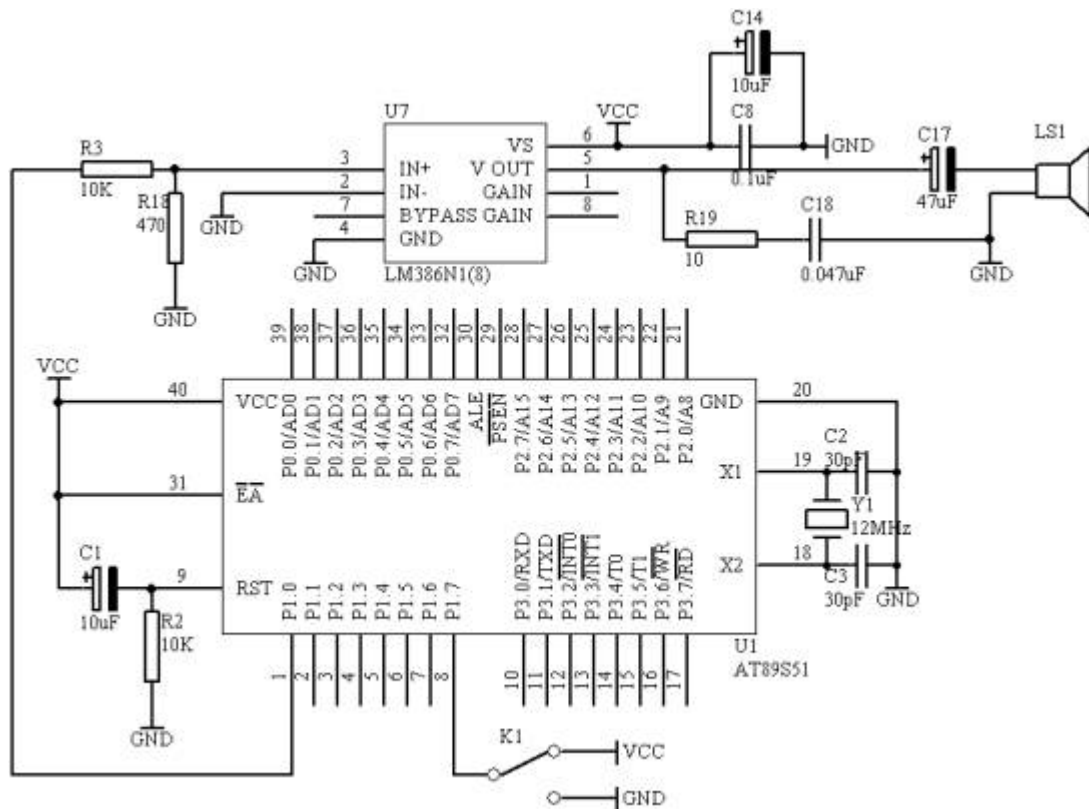 C14
10uF
U7
VCC
C8
0.1uF
GND
C17
47uF
LS1
R3
10K
R18
470
GND
GND
3
2
7
4
IN+
IN-
BYPASS
GND
VS
V OUT
GAIN
GAIN
6
5
1
8
GND
LM386N1(8)
R19
10
C18
0.047uF
GND
39
38
37
36
35
34
33
32
30
29
28
27
26
25
24
23
22
21
VCC
40
VCC
P0.0/AD0
P0.1/AD1
P0.2/AD2
P0.3/AD3
P0.4/AD4
P0.5/AD5
P0.6/AD6
P0.7/AD7
ALE
PSEN
P2.7/A15
P2.6/A14
P2.5/A13
P2.4/A12
P2.3/A11
P2.2/A10
P2.1/A9
P2.0/A8
GND
20
31
EA
X1
19
C2
30pF
Y1
12MHz
X2
18
C3
30pF
GND
C1
10uF
9
RST
R2
10K
GND
P1.0
P1.1
P1.2
P1.3
P1.4
P1.5
P1.6
P1.7
P3.0/RXD
P3.1/TXD
P3.2/INT0
P3.3/INT1
P3.4/T0
P3.5/T1
P3.6/WR
P3.7/RD
U1
AT89S51
1
2
3
4
5
6
7
8
10
11
12
13
14
15
16
17
K1
VCC
GND